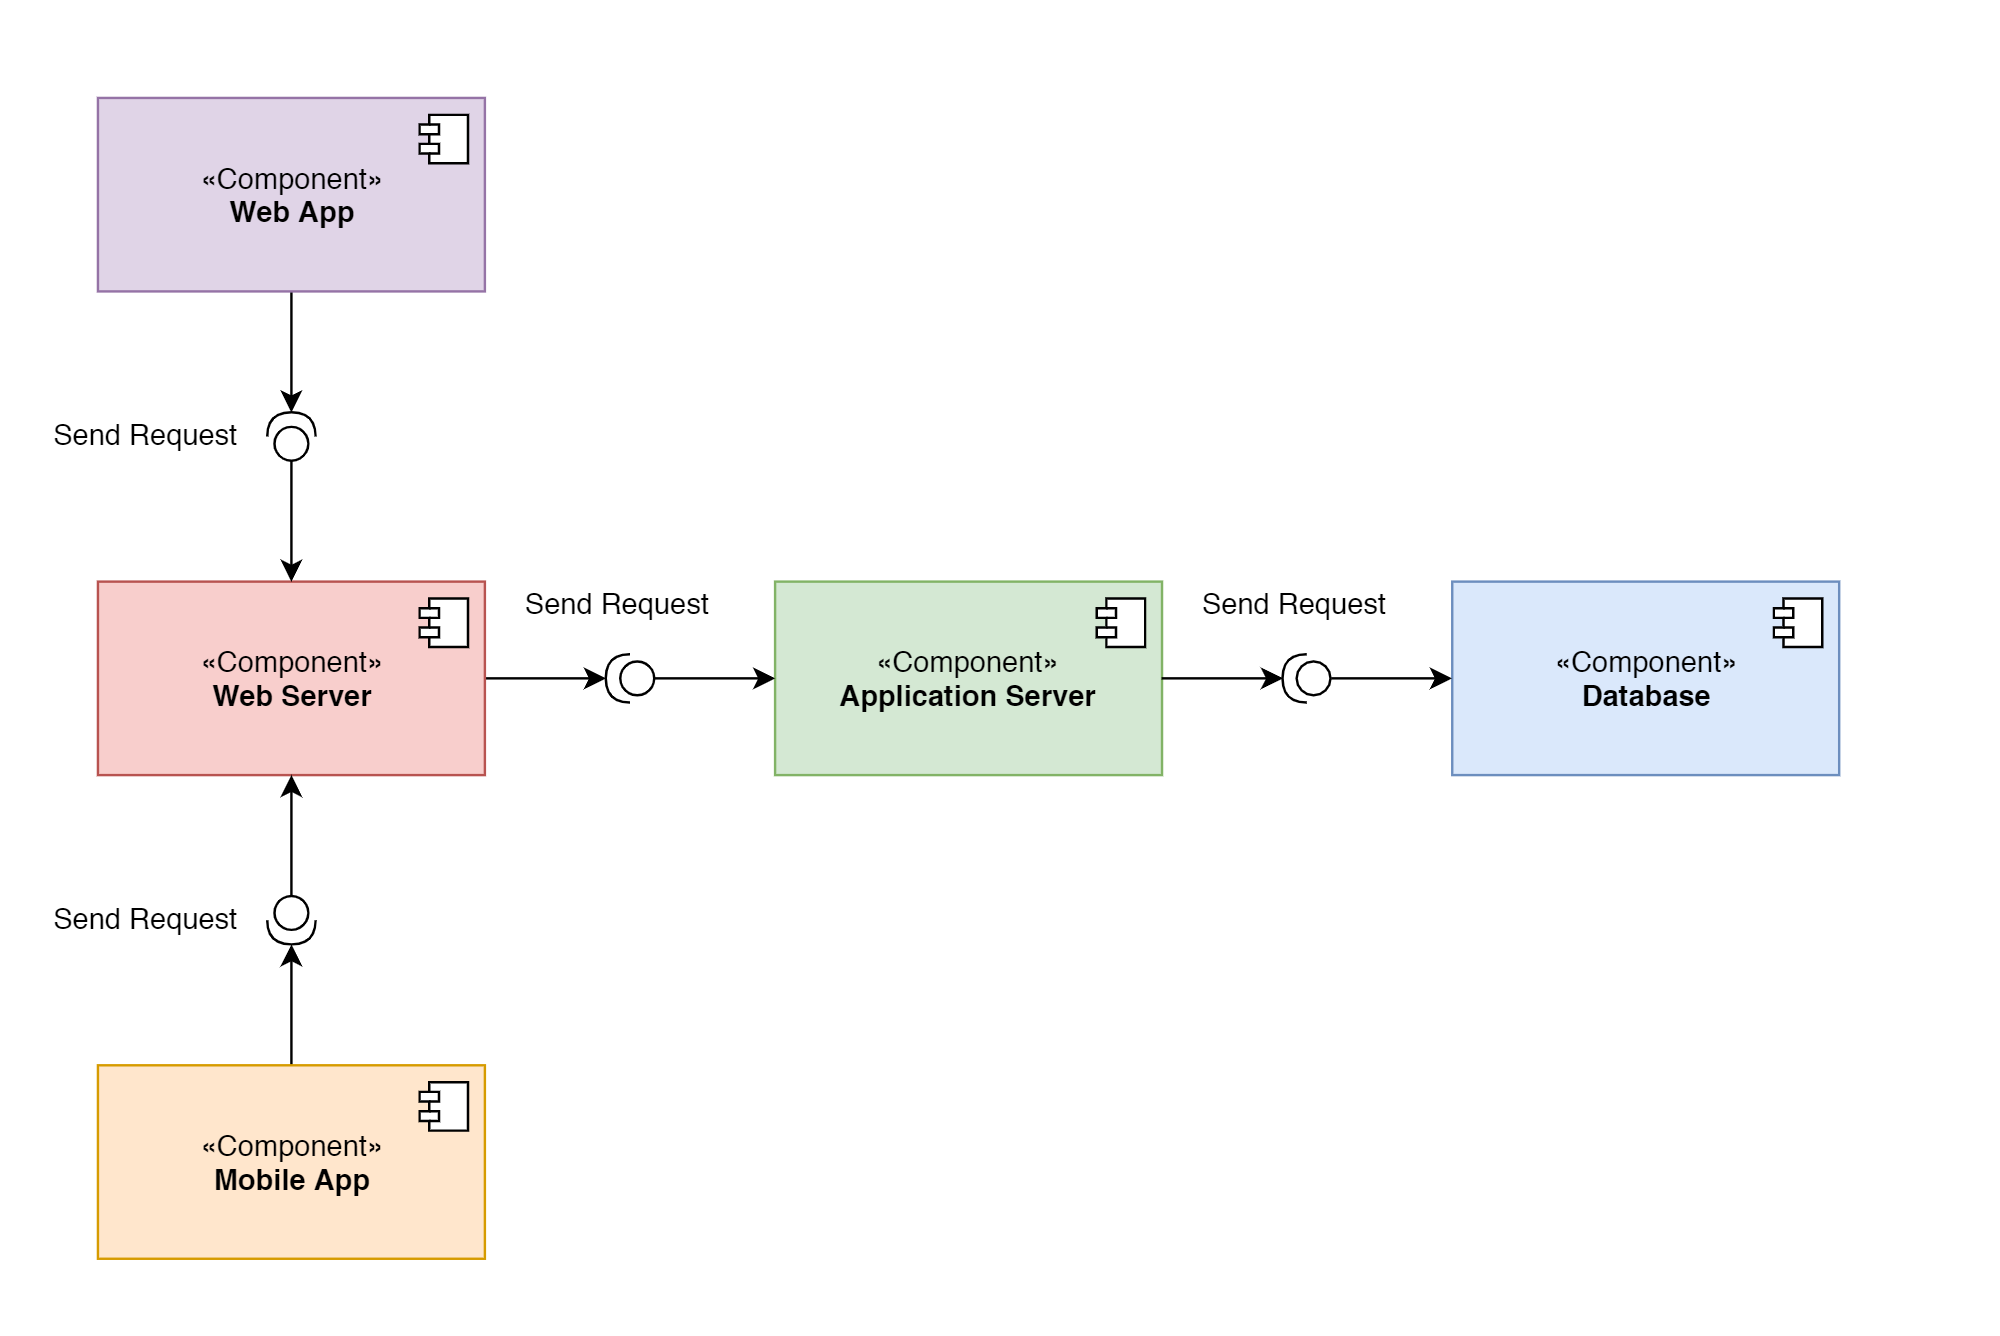 «Component»
Web App
Send Request
«Component»
Web Server
Send Request
«Component»
Application Server
Send Request
«Component»
Database
Send Request
«Component»
Mobile App